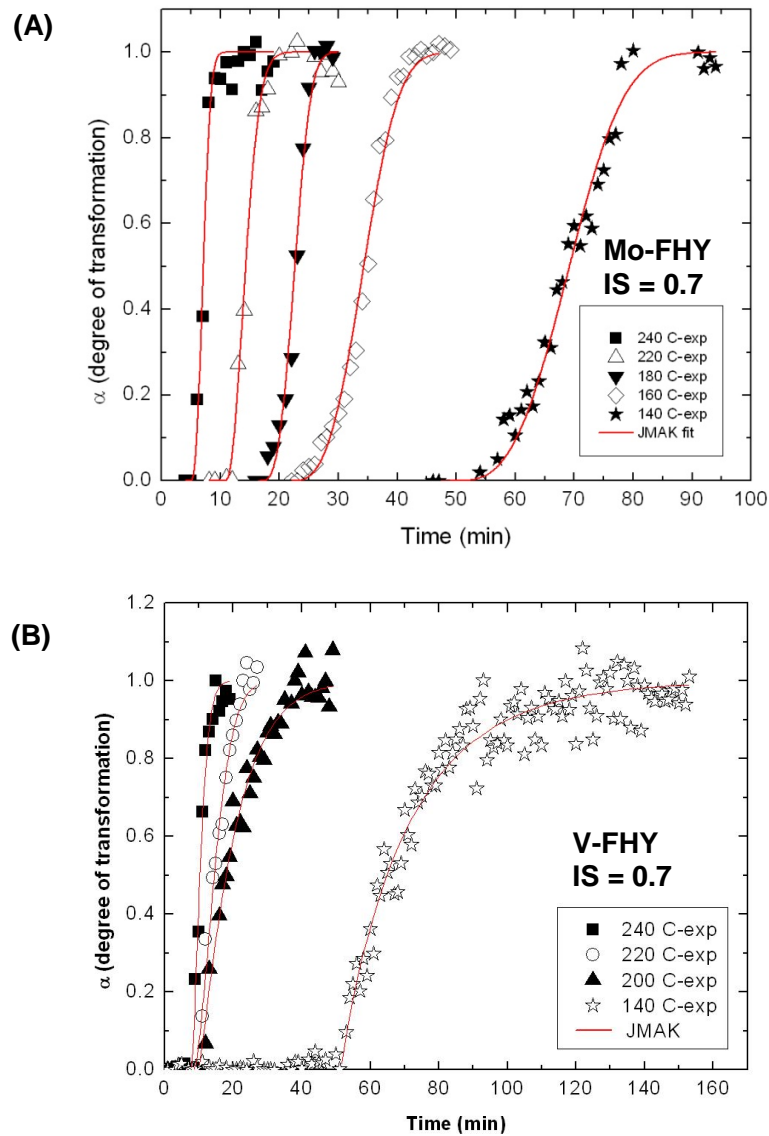 (A)
α (degree of transformation)
1.0
0.8
0.6
0.4
0.2
0.0
Mo-FHY
IS = 0.7
240 C-exp
220 C-exp
180 C-exp
160 C-exp
140 C-exp
JMAK fit
0 10 20 30 40 50 60 70 80 90 100
Time (min)
(B)
α (degree of transformation)
1.2
1.0
0.8
0.6
0.4
0.2
0.0
V-FHY
IS = 0.7
240 C-exp
220 C-exp
200 C-exp
140 C-exp
JMAK
0 20 40 60 80 100 120 140 160
Time (min)